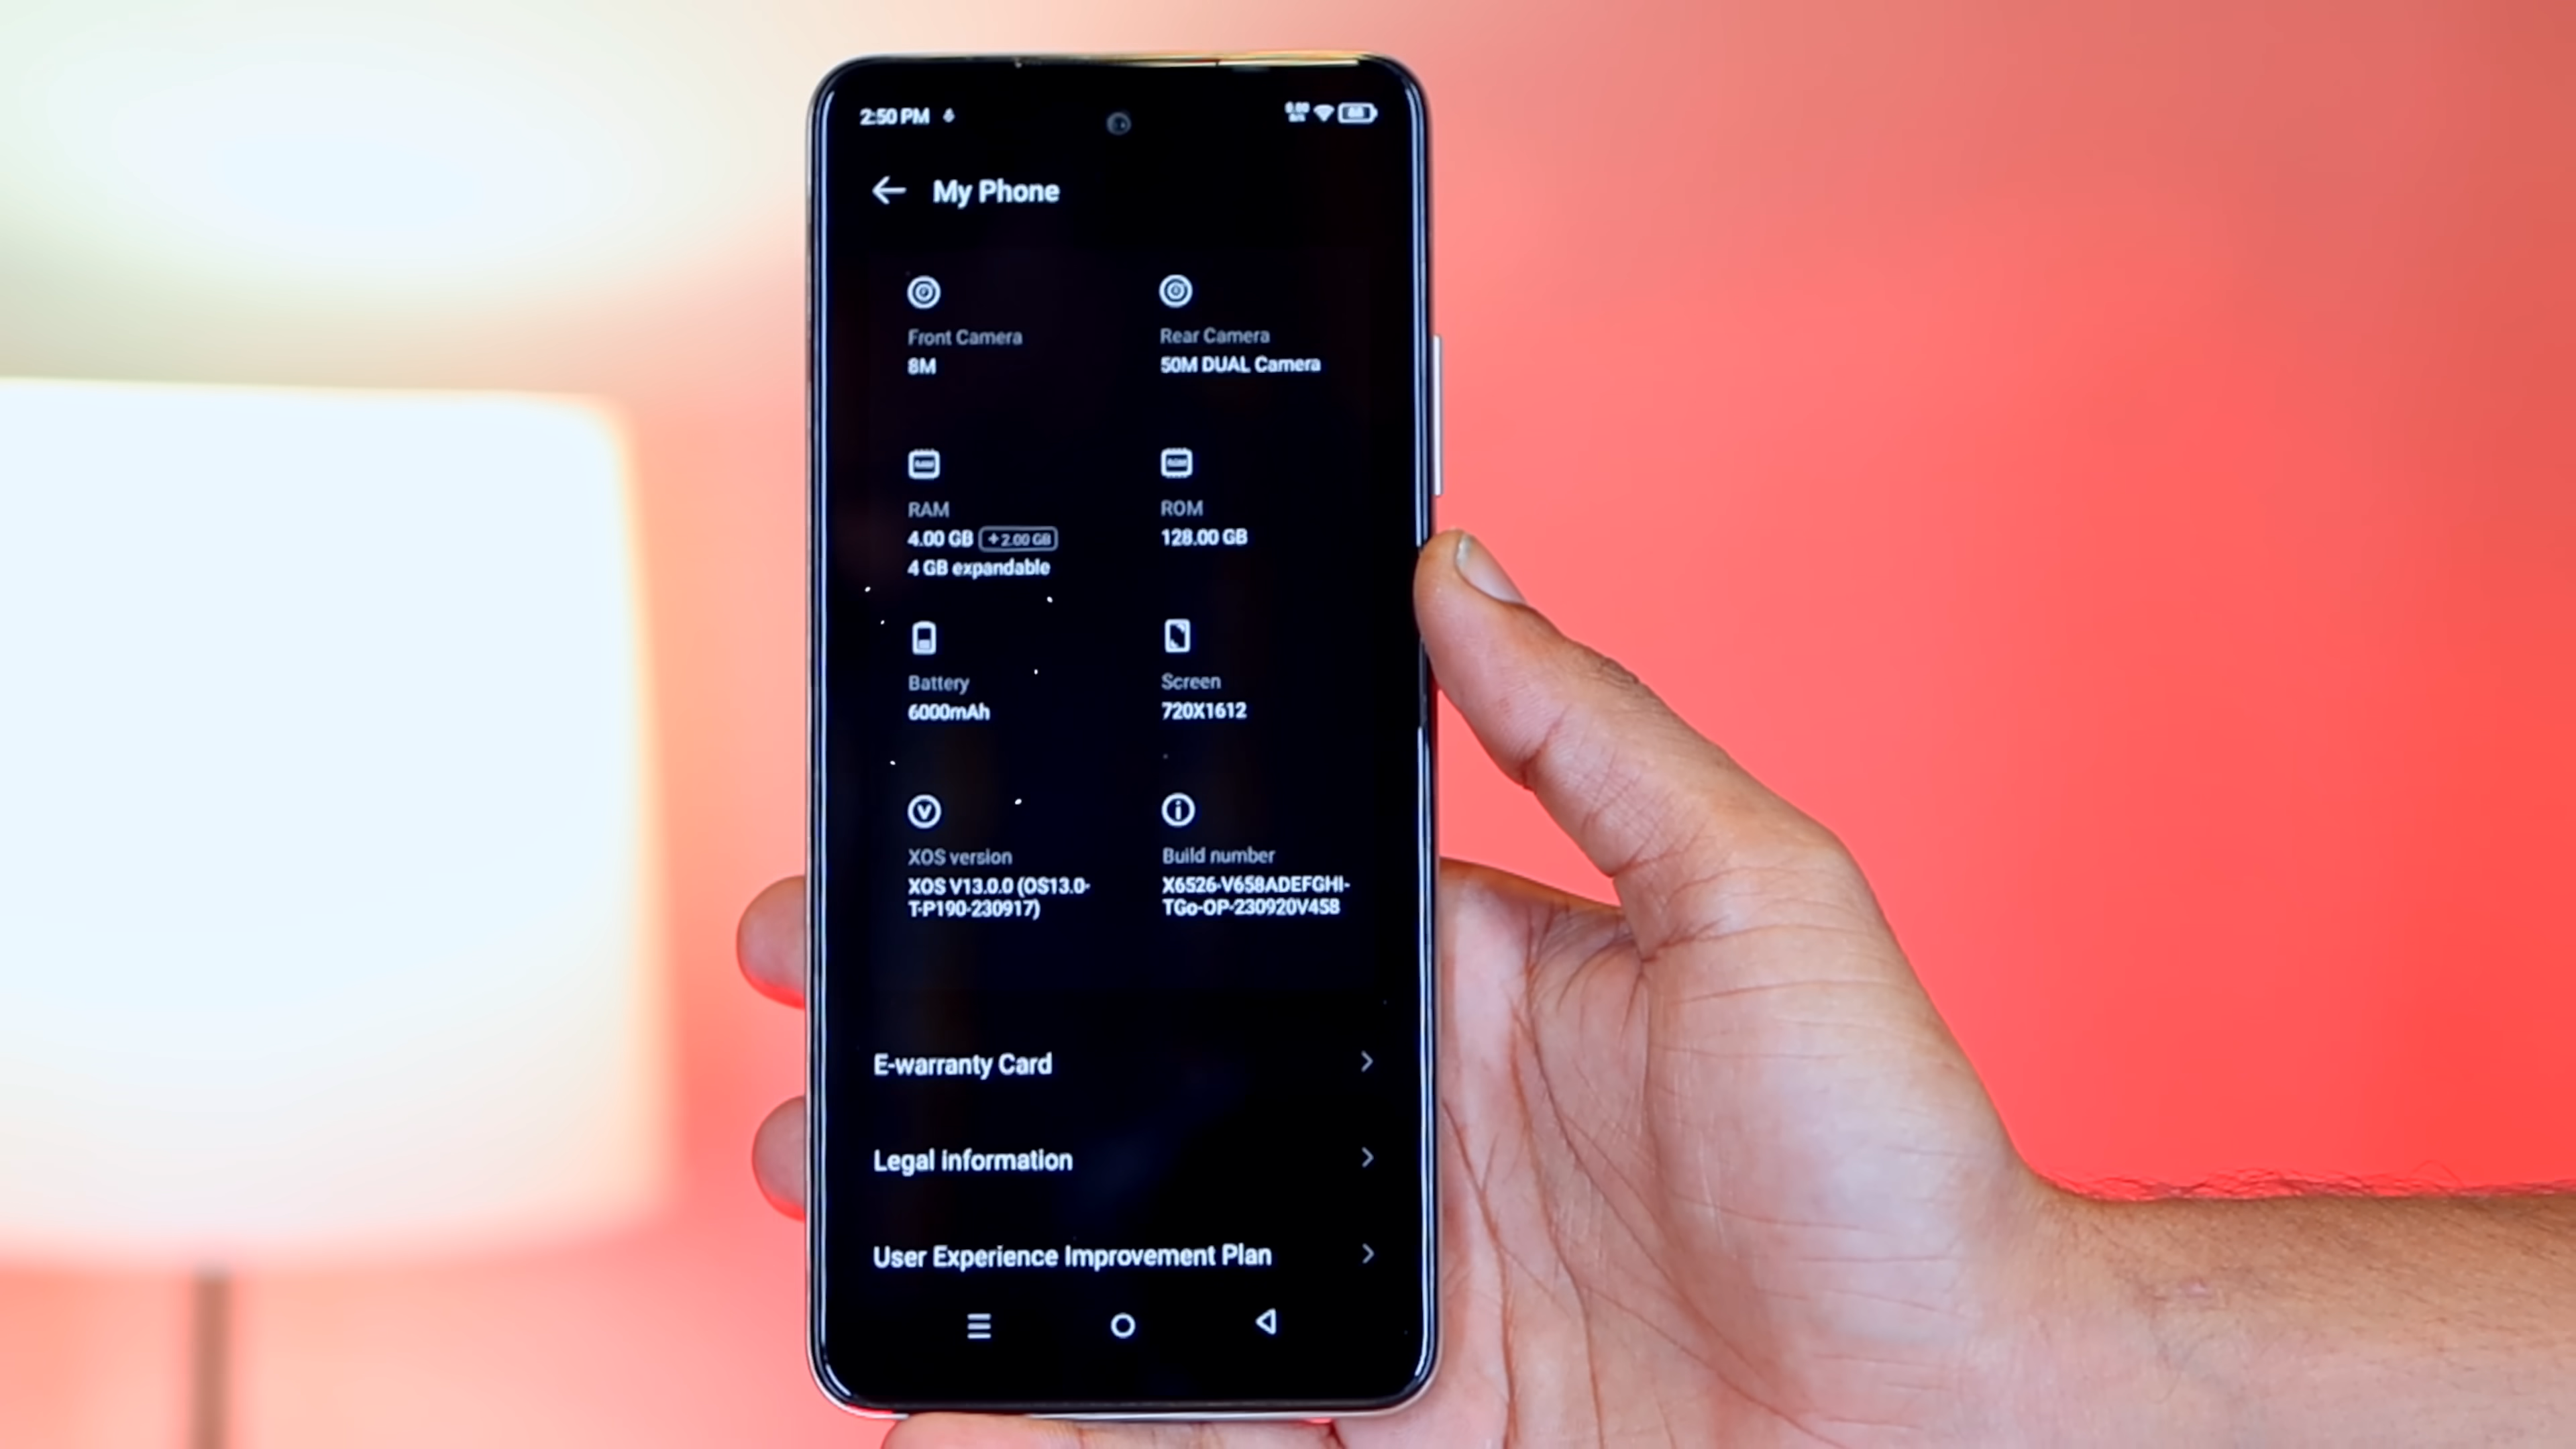 2:50 PM
My Phone
Front Camera
8M
Rear Camera
50M DUAL Camera
RAM
4.00 GB +2.00 GB
4 GB expandable
ROM
128.00 GB
Battery
6000mAh
Screen
720X1612
XOS version
XOS V13.0.0 (OS13.0-
T-P190-230917)
Build number
X6526-V658ADEFGHI-
TGo-OP-230920V458
E-warranty Card
Legal information
User Experience Improvement Plan